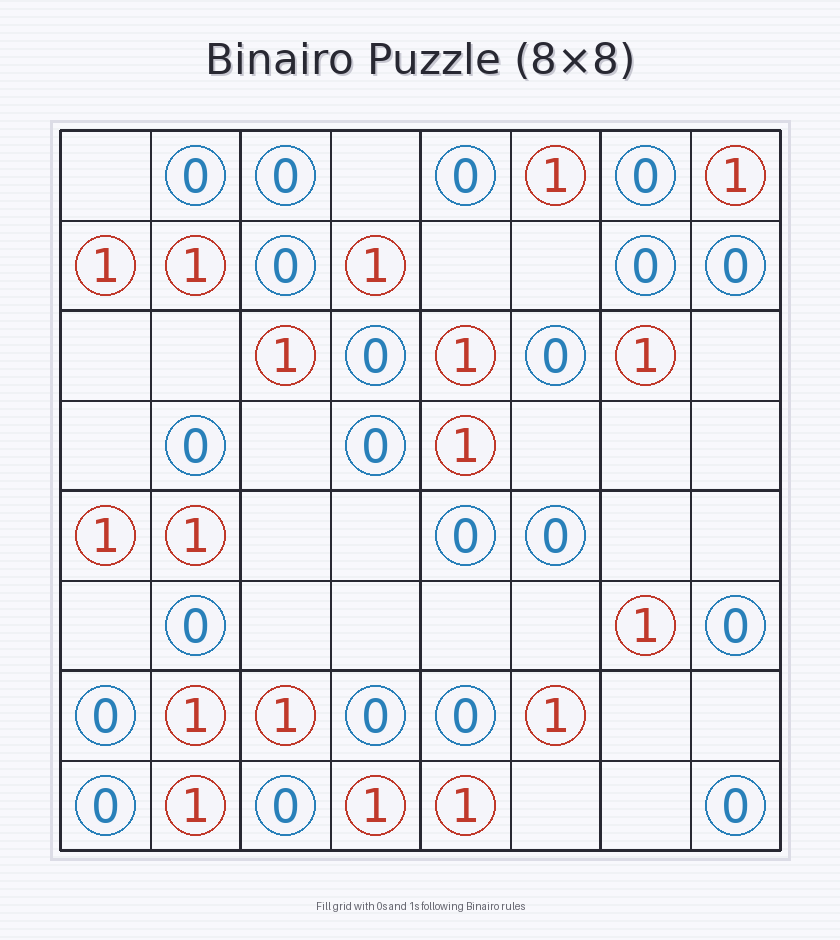 Binairo Puzzle (8×8)
0 0 0 1 0 1
1 1 0 1 0 0
1 0 1 0 1
0 0 1
1 1 0 0
0 1 0
0 1 1 0 0 1
0 1 0 1 1 0
Fill grid with 0s and 1s following Binairo rules